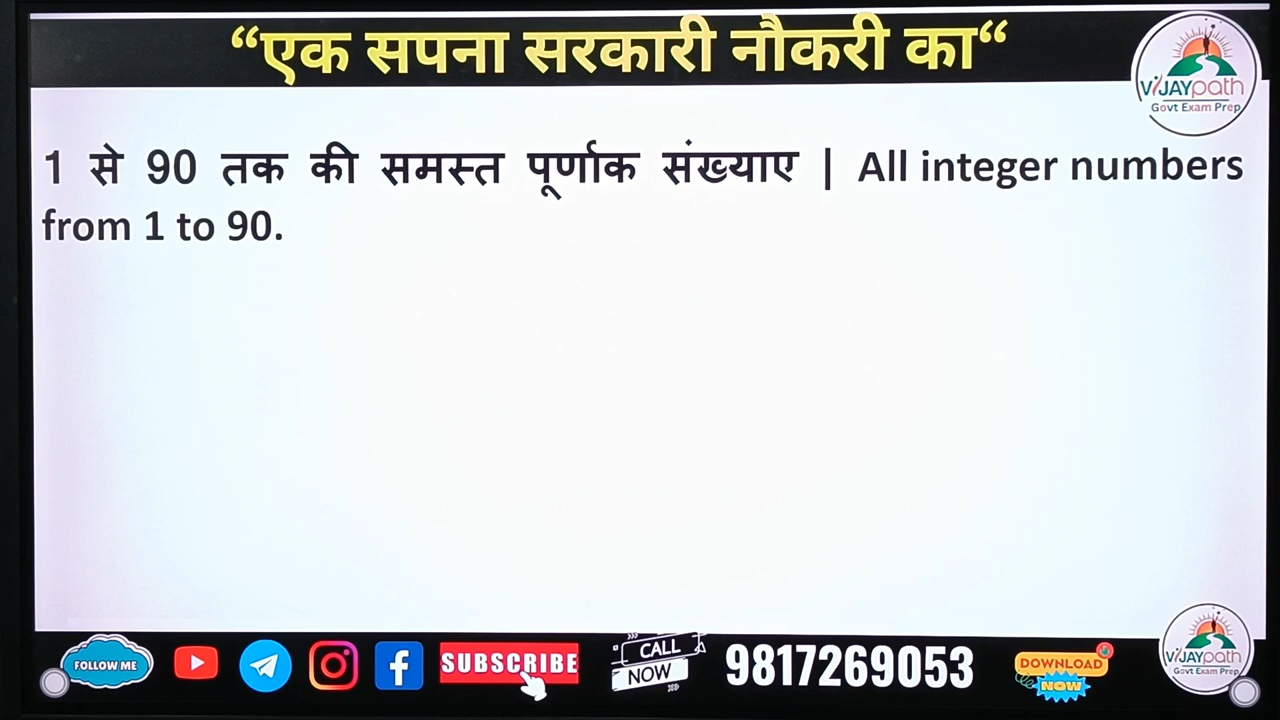 “एक सपना सरकारी नौकरी का“
VIJAYpath
Govt Exam Prep
1 से 90 तक की समस्त पूर्णाक संख्याए | All integer numbers
from 1 to 90.
FOLLOW ME
SUBSCRIBE
CALL
NOW
9817269053
DOWNLOAD
NOW
VIJAYpath
Govt Exam Prep